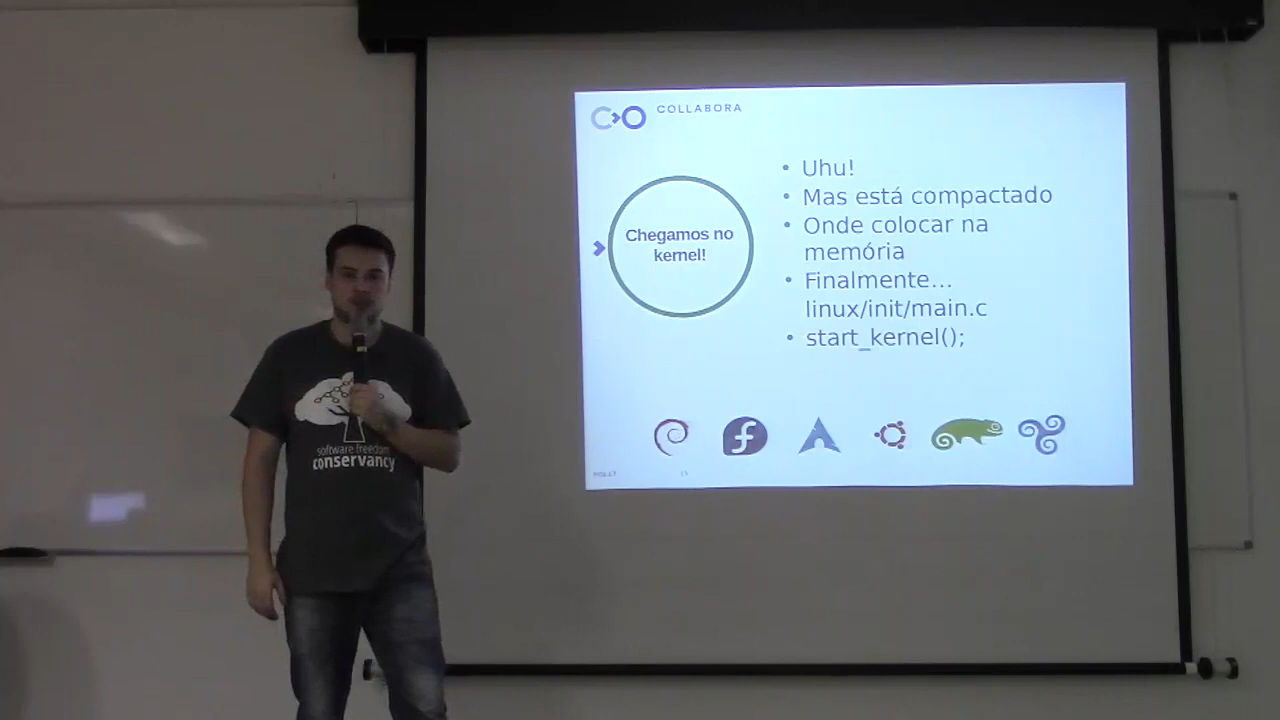 COLLABORA
Chegamos no
kernel!
• Uhu!
• Mas está compactado
• Onde colocar na
memória
• Finalmente…
linux/init/main.c
• start_kernel();
software freedom
conservancy